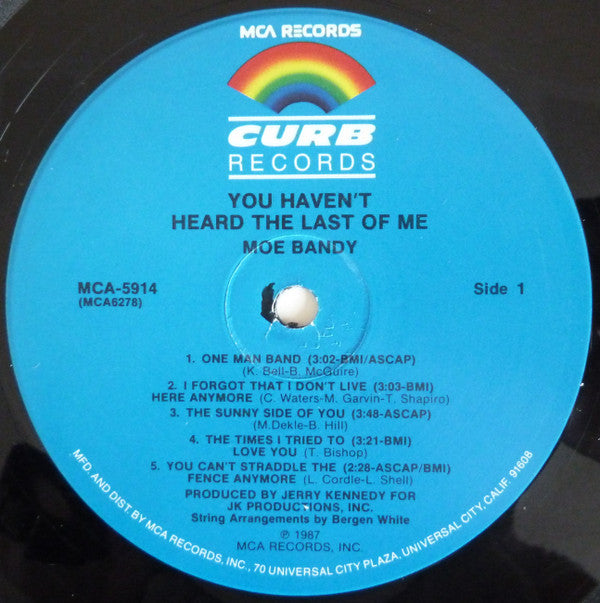 MCA RECORDS
CURB
RECORDS
YOU HAVEN'T
HEARD THE LAST OF ME
MOE BANDY
MCA-5914
(MCA6278)
Side 1
1. ONE MAN BAND (3:02-BMI/ASCAP)
(K. Bell-B. McGuire)
2. I FORGOT THAT I DON'T LIVE (3:03-BMI)
HERE ANYMORE (C. Waters-M. Garvin-T. Shapiro)
3. THE SUNNY SIDE OF YOU (3:48-ASCAP)
(M.Dekle-B. Hill)
4. THE TIMES I TRIED TO (3:21-BMI)
LOVE YOU (T. Bishop)
5. YOU CAN'T STRADDLE THE (2:28-ASCAP/BMI)
FENCE ANYMORE (L. Cordle-L. Shell)
PRODUCED BY JERRY KENNEDY FOR
JK PRODUCTIONS, INC.
String Arrangements by Bergen White
℗ 1987
MCA RECORDS, INC.
MFD. AND DIST. BY MCA RECORDS, INC., 70 UNIVERSAL CITY PLAZA, UNIVERSAL CITY, CALIF. 91608